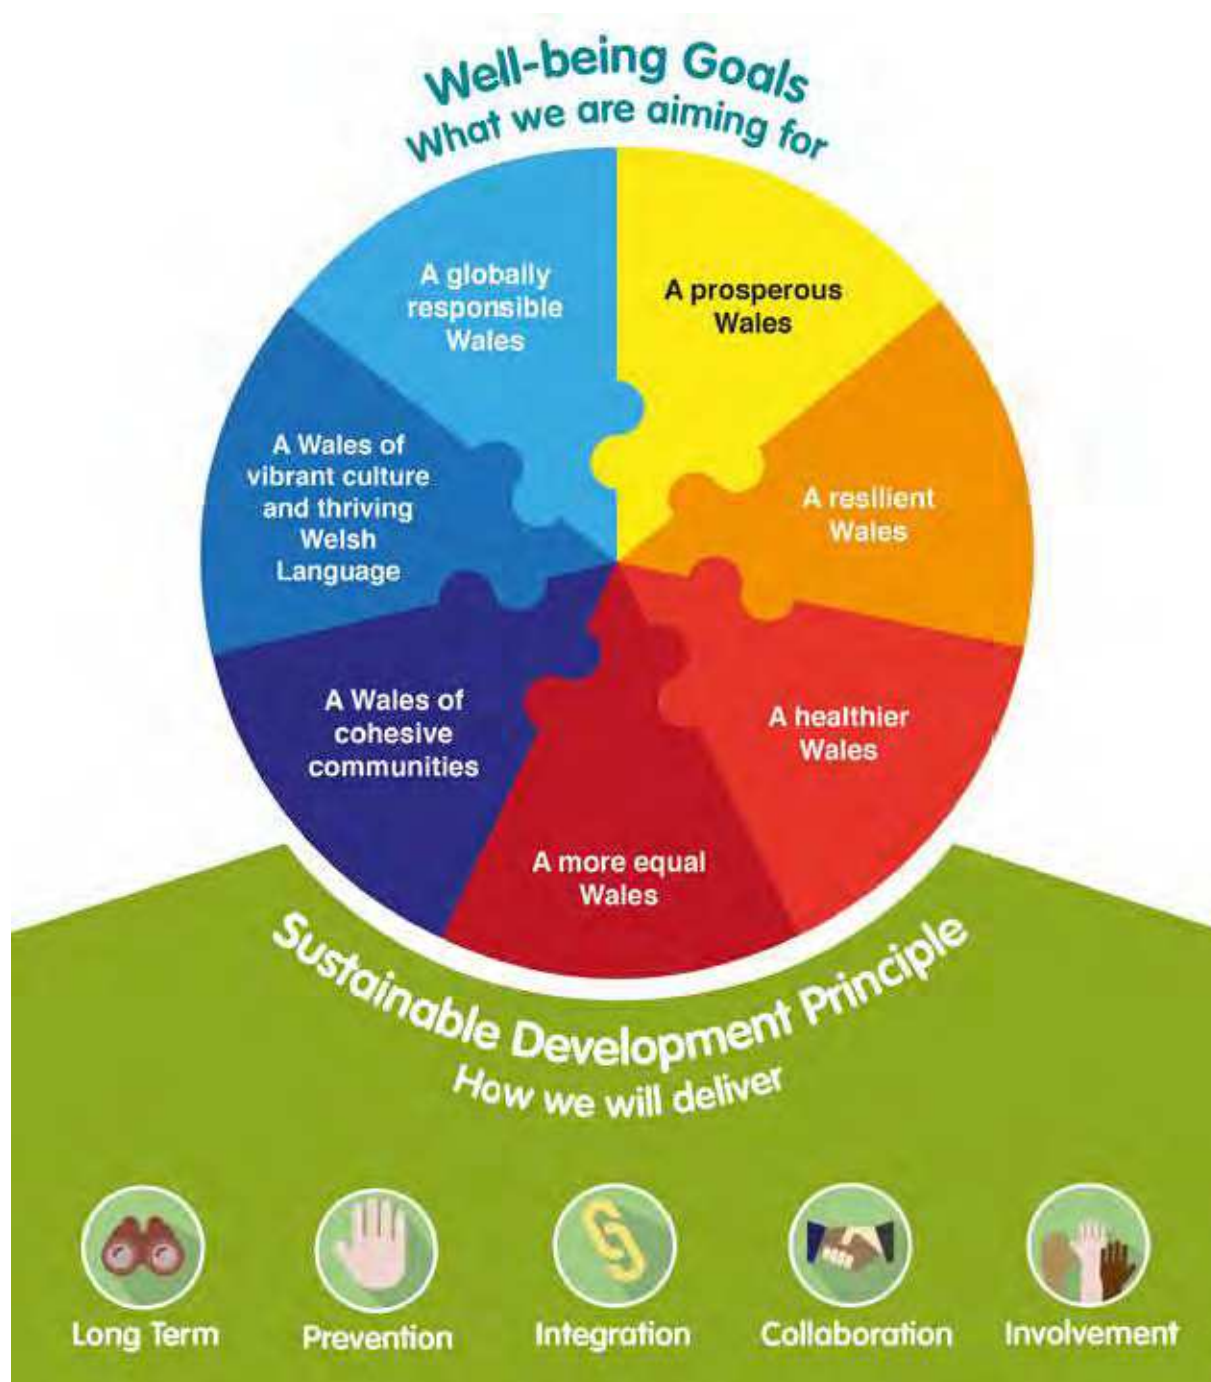 Well-being Goals
What we are aiming for
A globally
responsible
Wales
A prosperous
Wales
A Wales of
vibrant culture
and thriving
Welsh
Language
A resilient
Wales
A Wales of
cohesive
communities
A healthier
Wales
A more equal
Wales
Sustainable Development Principle
How we will deliver
Long Term
Prevention
Integration
Collaboration
Involvement